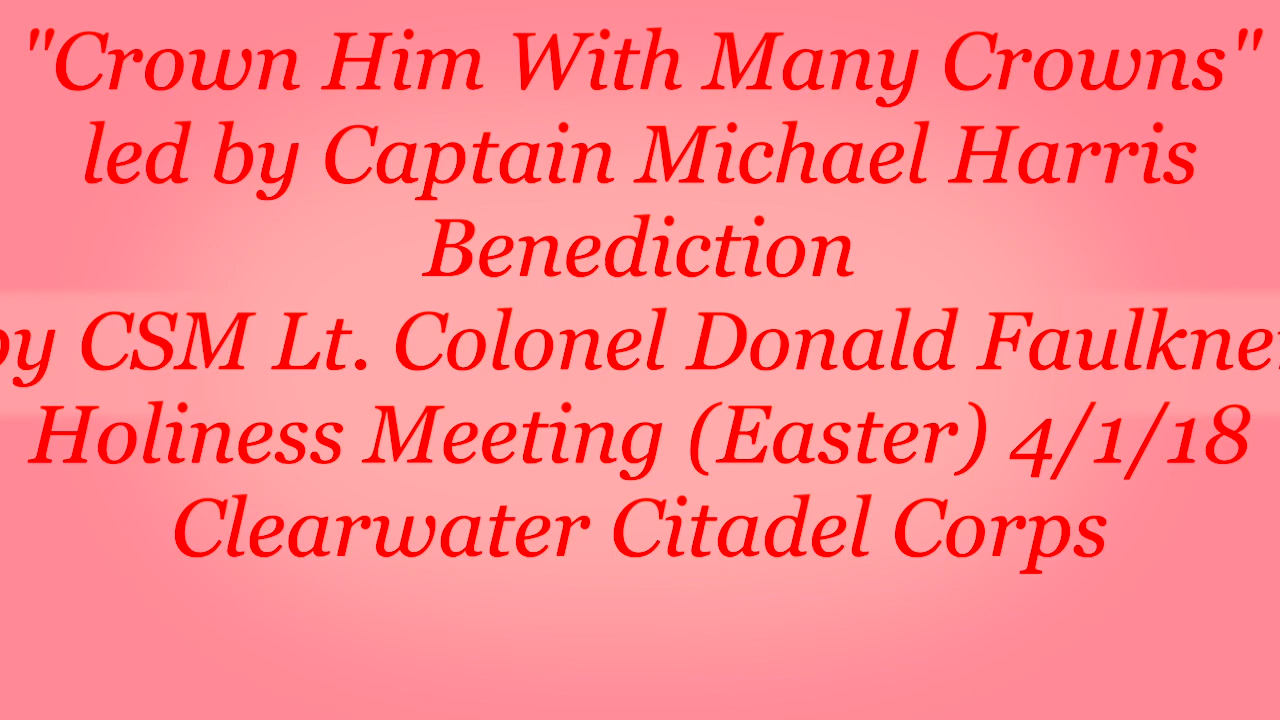 "Crown Him With Many Crowns"
led by Captain Michael Harris
Benediction
by CSM Lt. Colonel Donald Faulkner
Holiness Meeting (Easter) 4/1/18
Clearwater Citadel Corps